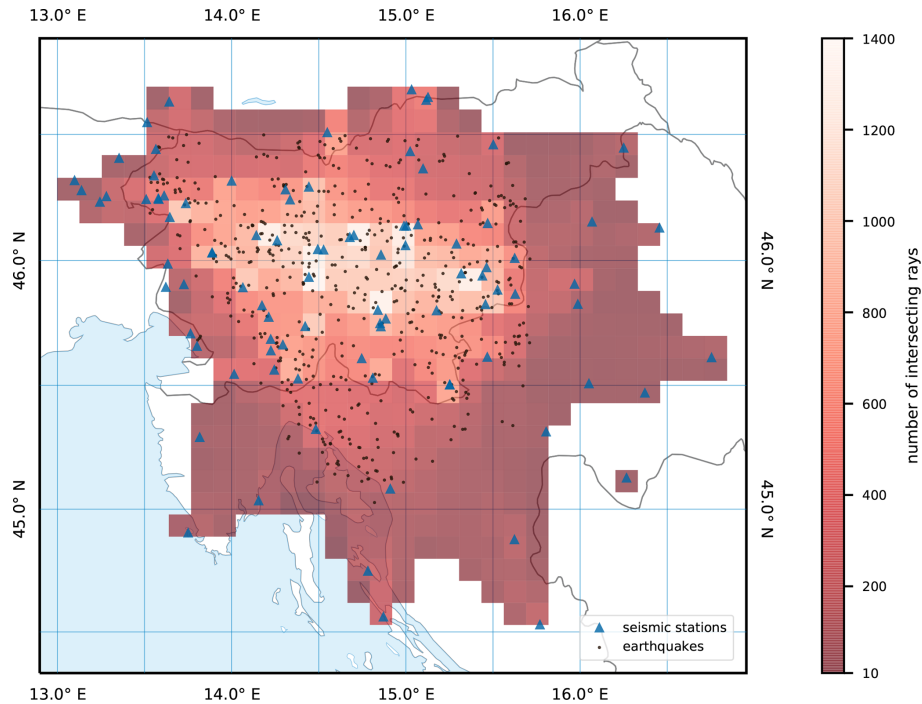 13.0° E 14.0° E 15.0° E 16.0° E
1400
1200
1000
800
600
400
200
10
number of intersecting rays
46.0° N
46.0° N
45.0° N
45.0° N
seismic stations
earthquakes
13.0° E 14.0° E 15.0° E 16.0° E